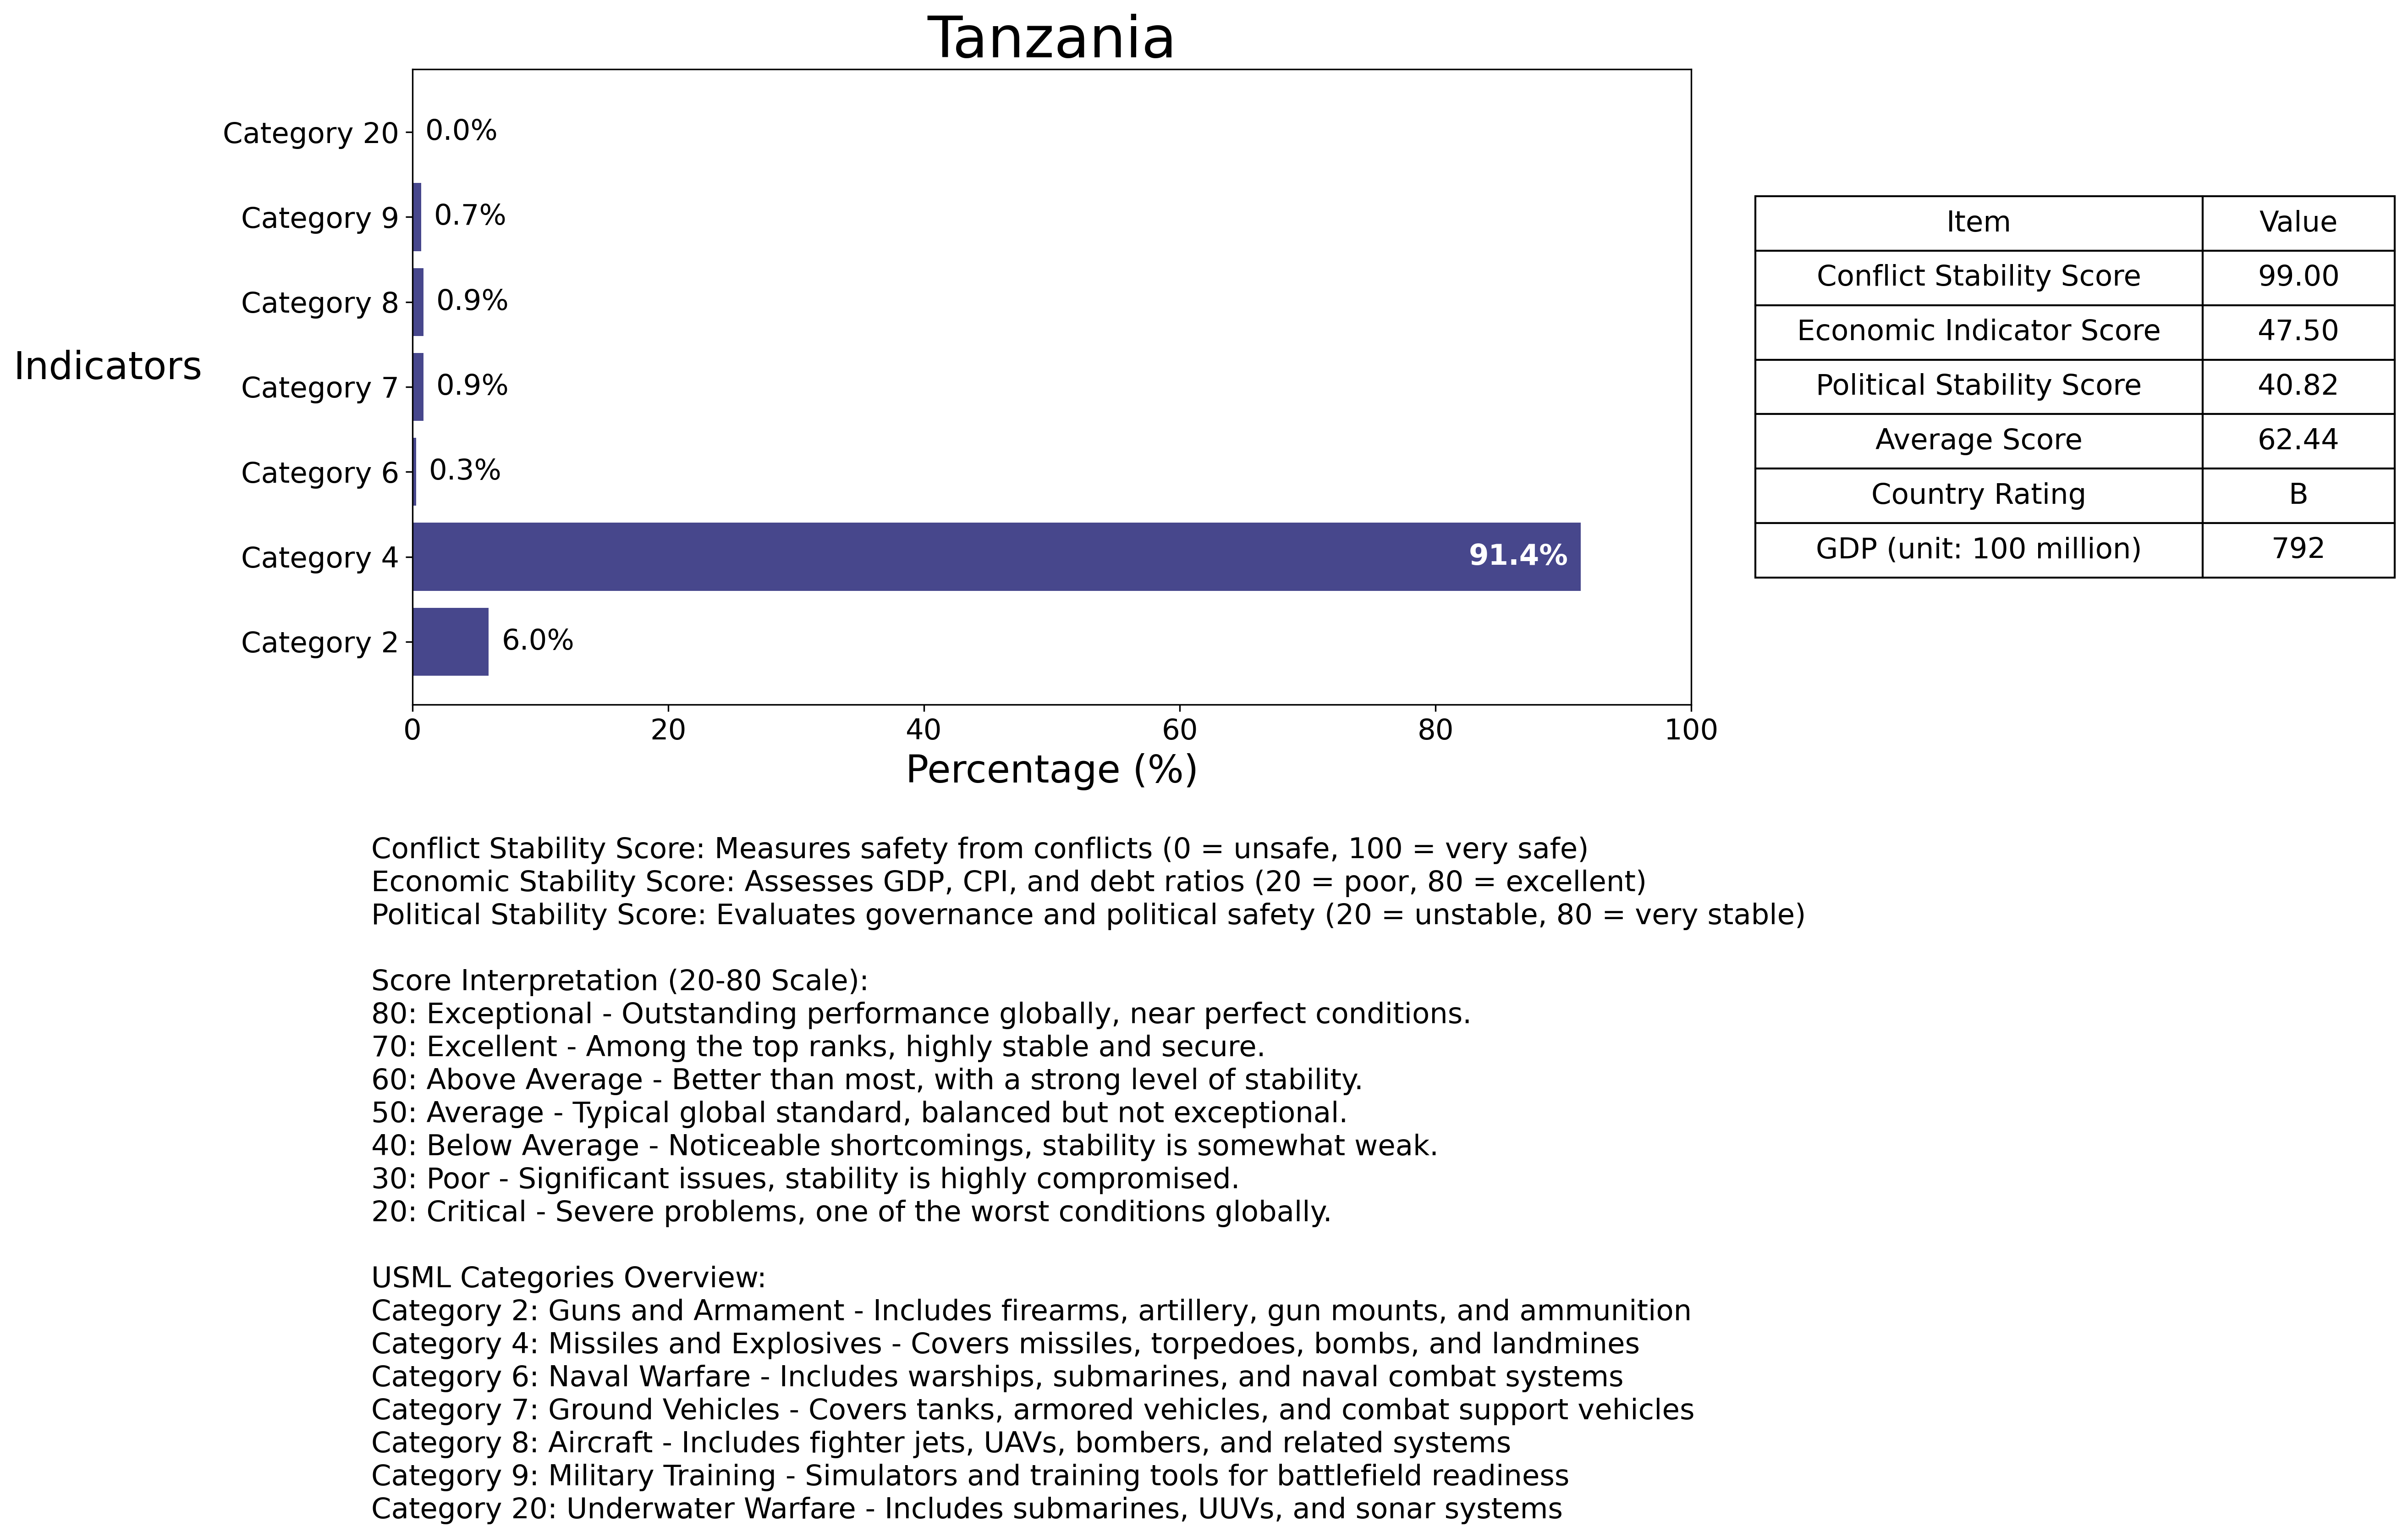 Tanzania
Indicators
Category 20
0.0%
Category 9
0.7%
Category 8
0.9%
Category 7
0.9%
Category 6
0.3%
Category 4
91.4%
Category 2
6.0%
0 20 40 60 80 100
Percentage (%)
Item Value
Conflict Stability Score 99.00
Economic Indicator Score 47.50
Political Stability Score 40.82
Average Score 62.44
Country Rating B
GDP (unit: 100 million) 792
Conflict Stability Score: Measures safety from conflicts (0 = unsafe, 100 = very safe)
Economic Stability Score: Assesses GDP, CPI, and debt ratios (20 = poor, 80 = excellent)
Political Stability Score: Evaluates governance and political safety (20 = unstable, 80 = very stable)
Score Interpretation (20-80 Scale):
80: Exceptional - Outstanding performance globally, near perfect conditions.
70: Excellent - Among the top ranks, highly stable and secure.
60: Above Average - Better than most, with a strong level of stability.
50: Average - Typical global standard, balanced but not exceptional.
40: Below Average - Noticeable shortcomings, stability is somewhat weak.
30: Poor - Significant issues, stability is highly compromised.
20: Critical - Severe problems, one of the worst conditions globally.
USML Categories Overview:
Category 2: Guns and Armament - Includes firearms, artillery, gun mounts, and ammunition
Category 4: Missiles and Explosives - Covers missiles, torpedoes, bombs, and landmines
Category 6: Naval Warfare - Includes warships, submarines, and naval combat systems
Category 7: Ground Vehicles - Covers tanks, armored vehicles, and combat support vehicles
Category 8: Aircraft - Includes fighter jets, UAVs, bombers, and related systems
Category 9: Military Training - Simulators and training tools for battlefield readiness
Category 20: Underwater Warfare - Includes submarines, UUVs, and sonar systems